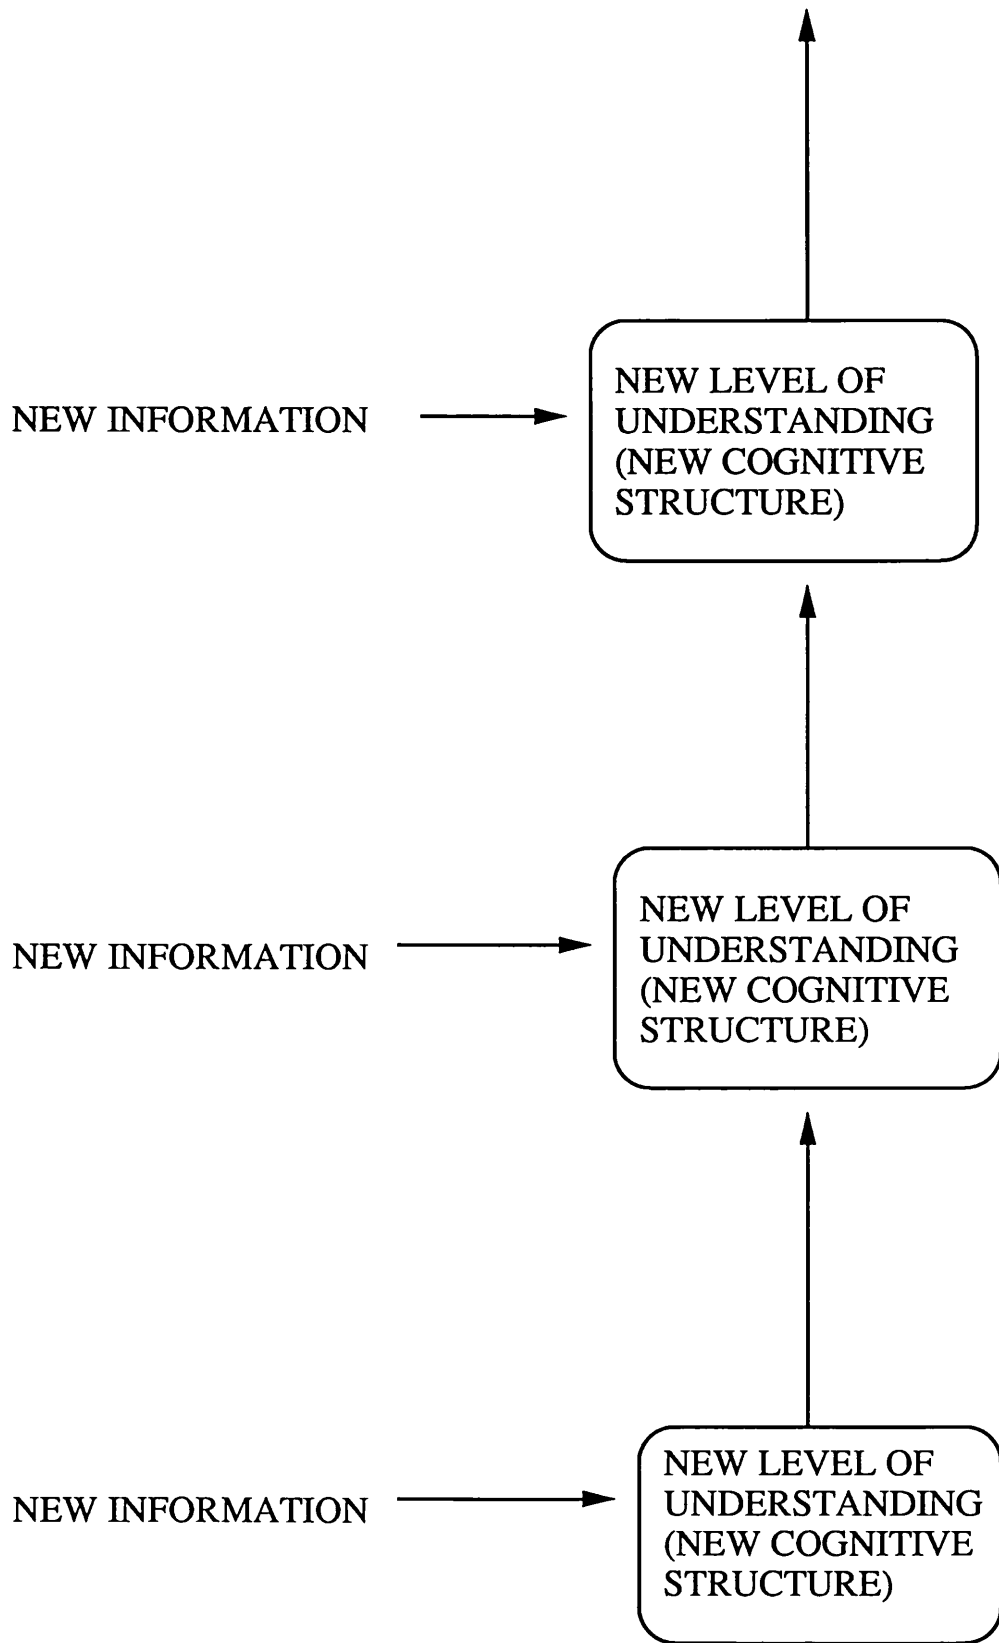 NEW INFORMATION
NEW LEVEL OF
UNDERSTANDING
(NEW COGNITIVE
STRUCTURE)
NEW INFORMATION
NEW LEVEL OF
UNDERSTANDING
(NEW COGNITIVE
STRUCTURE)
NEW INFORMATION
NEW LEVEL OF
UNDERSTANDING
(NEW COGNITIVE
STRUCTURE)